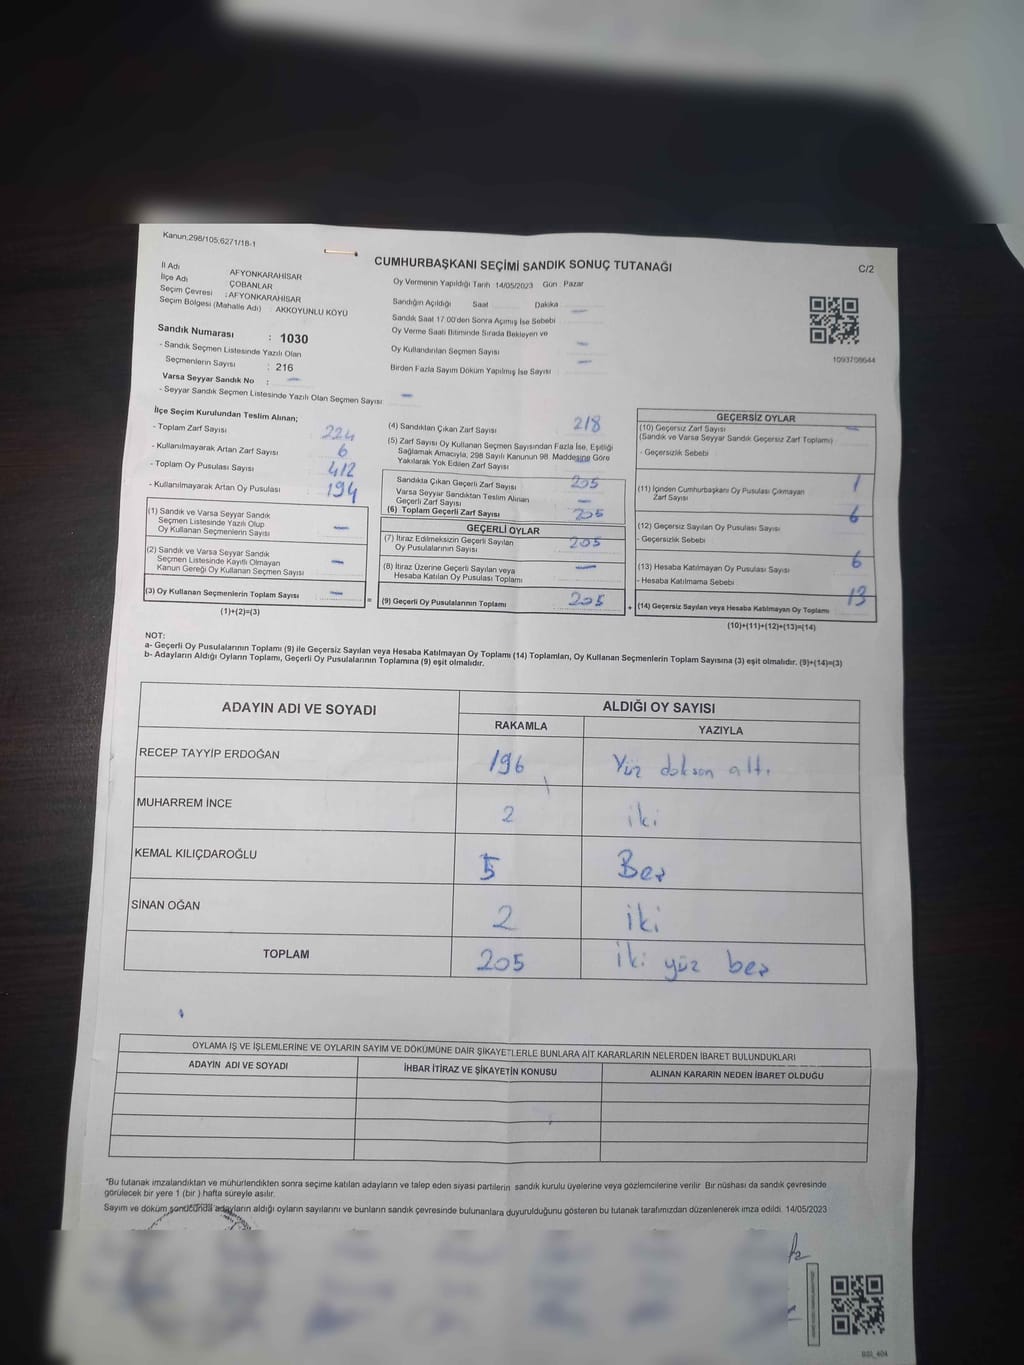 Kanun;298/105;6271/18-1
CUMHURBAŞKANI SEÇİMİ SANDIK SONUÇ TUTANAĞI
C/2
İl Adı AFYONKARAHİSAR
İlçe Adı ÇOBANLAR
Seçim Çevresi : AFYONKARAHİSAR
Seçim Bölgesi (Mahalle Adı) AKKOYUNLU KÖYÜ
Sandık Numarası : 1030
- Sandık Seçmen Listesinde Yazılı Olan
Seçmenlerin Sayısı : 216
Varsa Seyyar Sandık No : —
- Seyyar Sandık Seçmen Listesinde Yazılı Olan Seçmen Sayısı —
Oy Vermenin Yapıldığı Tarih 14/05/2023 Gün Pazar
Sandığın Açıldığı Saat Dakika
Sandık Saat 17:00'den Sonra Açımış İse Sebebi —
Oy Verme Saati Bitiminde Sırada Bekleyen ve
Oy Kullandırılan Seçmen Sayısı —
Birden Fazla Sayım Döküm Yapılmış İse Sayısı —
1093708644
İlçe Seçim Kurulundan Teslim Alınan;
- Toplam Zarf Sayısı 224
- Kullanılmayarak Artan Zarf Sayısı 6
- Toplam Oy Pusulası Sayısı 412
- Kullanılmayarak Artan Oy Pusulası 194
(1) Sandık ve Varsa Seyyar Sandık
Seçmen Listesinde Yazılı Olup
Oy Kullanan Seçmenlerin Sayısı —
(2) Sandık ve Varsa Seyyar Sandık
Seçmen Listesinde Kayıtlı Olmayan
Kanun Gereği Oy Kullanan Seçmen Sayısı —
(3) Oy Kullanan Seçmenlerin Toplam Sayısı —
(1)+(2)=(3)
(4) Sandıktan Çıkan Zarf Sayısı 218
(5) Zarf Sayısı Oy Kullanan Seçmen Sayısından Fazla İse, Eşitliği
Sağlamak Amacıyla, 298 Sayılı Kanunun 98. Maddesine Göre
Yakılarak Yok Edilen Zarf Sayısı —
Sandıkta Çıkan Geçerli Zarf Sayısı 205
Varsa Seyyar Sandıktan Teslim Alınan
Geçerli Zarf Sayısı —
(6) Toplam Geçerli Zarf Sayısı 205
GEÇERLİ OYLAR
(7) İtiraz Edilmeksizin Geçerli Sayılan
Oy Pusulalarının Sayısı 205
(8) İtiraz Üzerine Geçerli Sayılan veya
Hesaba Katılan Oy Pusulası Toplamı —
= (9) Geçerli Oy Pusulalarının Toplamı 205
GEÇERSİZ OYLAR
(10) Geçersiz Zarf Sayısı —
(Sandık ve Varsa Seyyar Sandık Geçersiz Zarf Toplamı)
- Geçersizlik Sebebi
(11) İçinden Cumhurbaşkanı Oy Pusulası Çıkmayan 1
Zarf Sayısı
(12) Geçersiz Sayılan Oy Pusulası Sayısı 6
- Geçersizlik Sebebi
(13) Hesaba Katılmayan Oy Pusulası Sayısı 6
- Hesaba Katılmama Sebebi
+ (14) Geçersiz Sayılan veya Hesaba Katılmayan Oy Toplamı 13
(10)+(11)+(12)+(13)=(14)
NOT:
a- Geçerli Oy Pusulalarının Toplamı (9) ile Geçersiz Sayılan veya Hesaba Katılmayan Oy Toplamı (14) Toplamları, Oy Kullanan Seçmenlerin Toplam Sayısına (3) eşit olmalıdır. (9)+(14)=(3)
b- Adayların Aldığı Oyların Toplamı, Geçerli Oy Pusulalarının Toplamına (9) eşit olmalıdır.
ADAYIN ADI VE SOYADI ALDIĞI OY SAYISI
RAKAMLA YAZIYLA
RECEP TAYYİP ERDOĞAN 196 Yüz doksan altı
MUHARREM İNCE 2 iki
KEMAL KILIÇDAROĞLU 5 Beş
SİNAN OĞAN 2 iki
TOPLAM 205 iki yüz beş
OYLAMA İŞ VE İŞLEMLERİNE VE OYLARIN SAYIM VE DÖKÜMÜNE DAİR ŞİKAYETLERLE BUNLARA AİT KARARLARIN NELERDEN İBARET BULUNDUKLARI
ADAYIN ADI VE SOYADI İHBAR İTİRAZ VE ŞİKAYETİN KONUSU ALINAN KARARIN NEDEN İBARET OLDUĞU
"Bu tutanak imzalandıktan ve mühürlendikten sonra seçime katılan adayların ve talep eden siyasi partilerin sandık kurulu üyelerine veya gözlemcilerine verilir Bir nüshası da sandık çevresinde
görülecek bir yere 1 (bir ) hafta süreyle asılır.
Sayım ve döküm sonucunda adayların aldığı oyların sayılarını ve bunların sandık çevresinde bulunanlara duyurulduğunu gösteren bu tutanak tarafımızdan düzenlenerek imza edildi. 14/05/2023